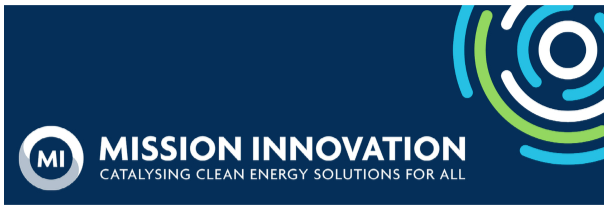 MI
MISSION INNOVATION
CATALYSING CLEAN ENERGY SOLUTIONS FOR ALL